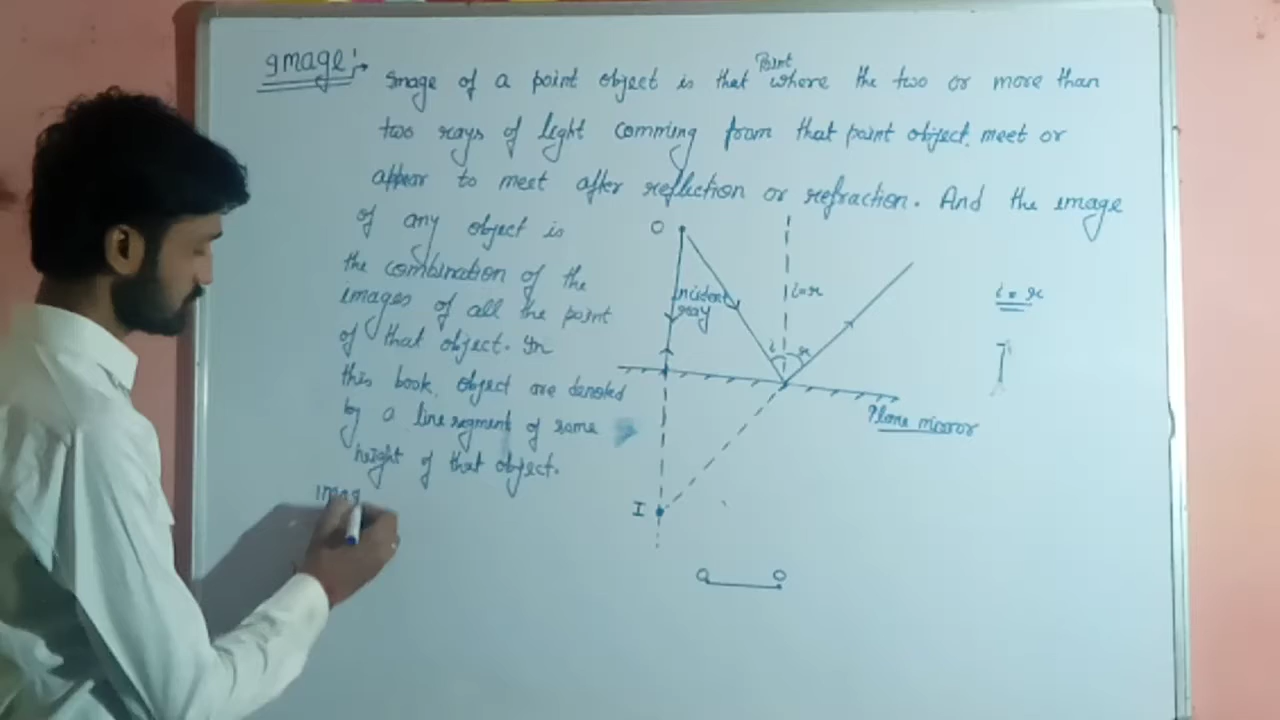 Image :→
Point
Image of a point object is that where the two or more than
two rays of light comming from that point object meet or
appear to meet after reflection or refraction. And the image
of any object is
the combination of the
images of all the point
of that object. In
this book, object are denoted
by a line segment of some
height of that object.
imag
O
incident
ray
i=r
i
r
i = r
Plane mirror
I